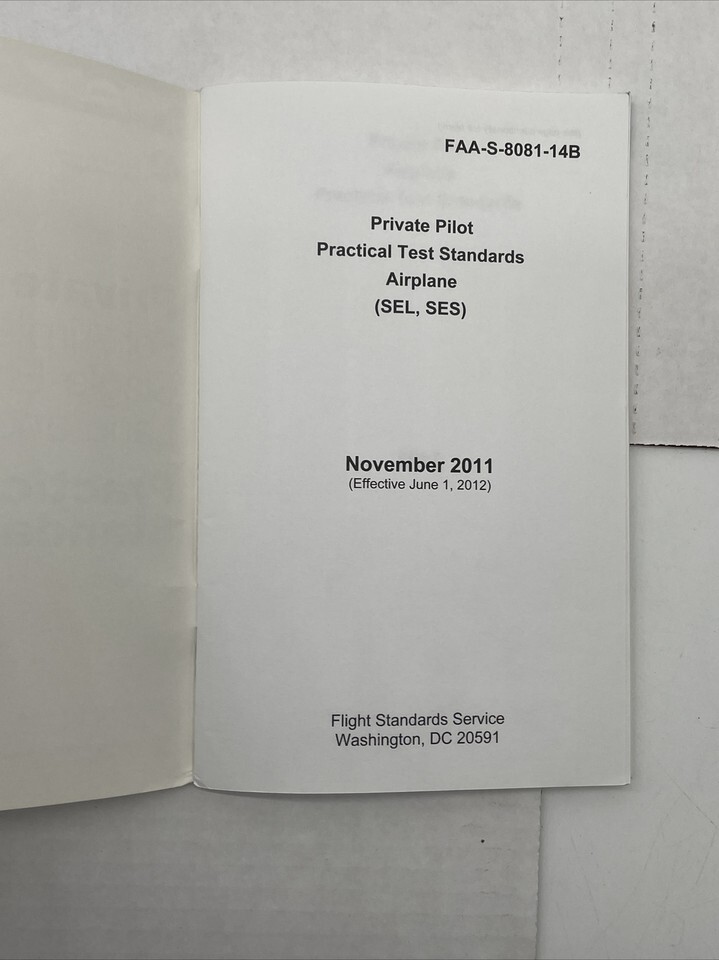 FAA-S-8081-14B
Private Pilot
Practical Test Standards
Airplane
(SEL, SES)
November 2011
(Effective June 1, 2012)
Flight Standards Service
Washington, DC 20591